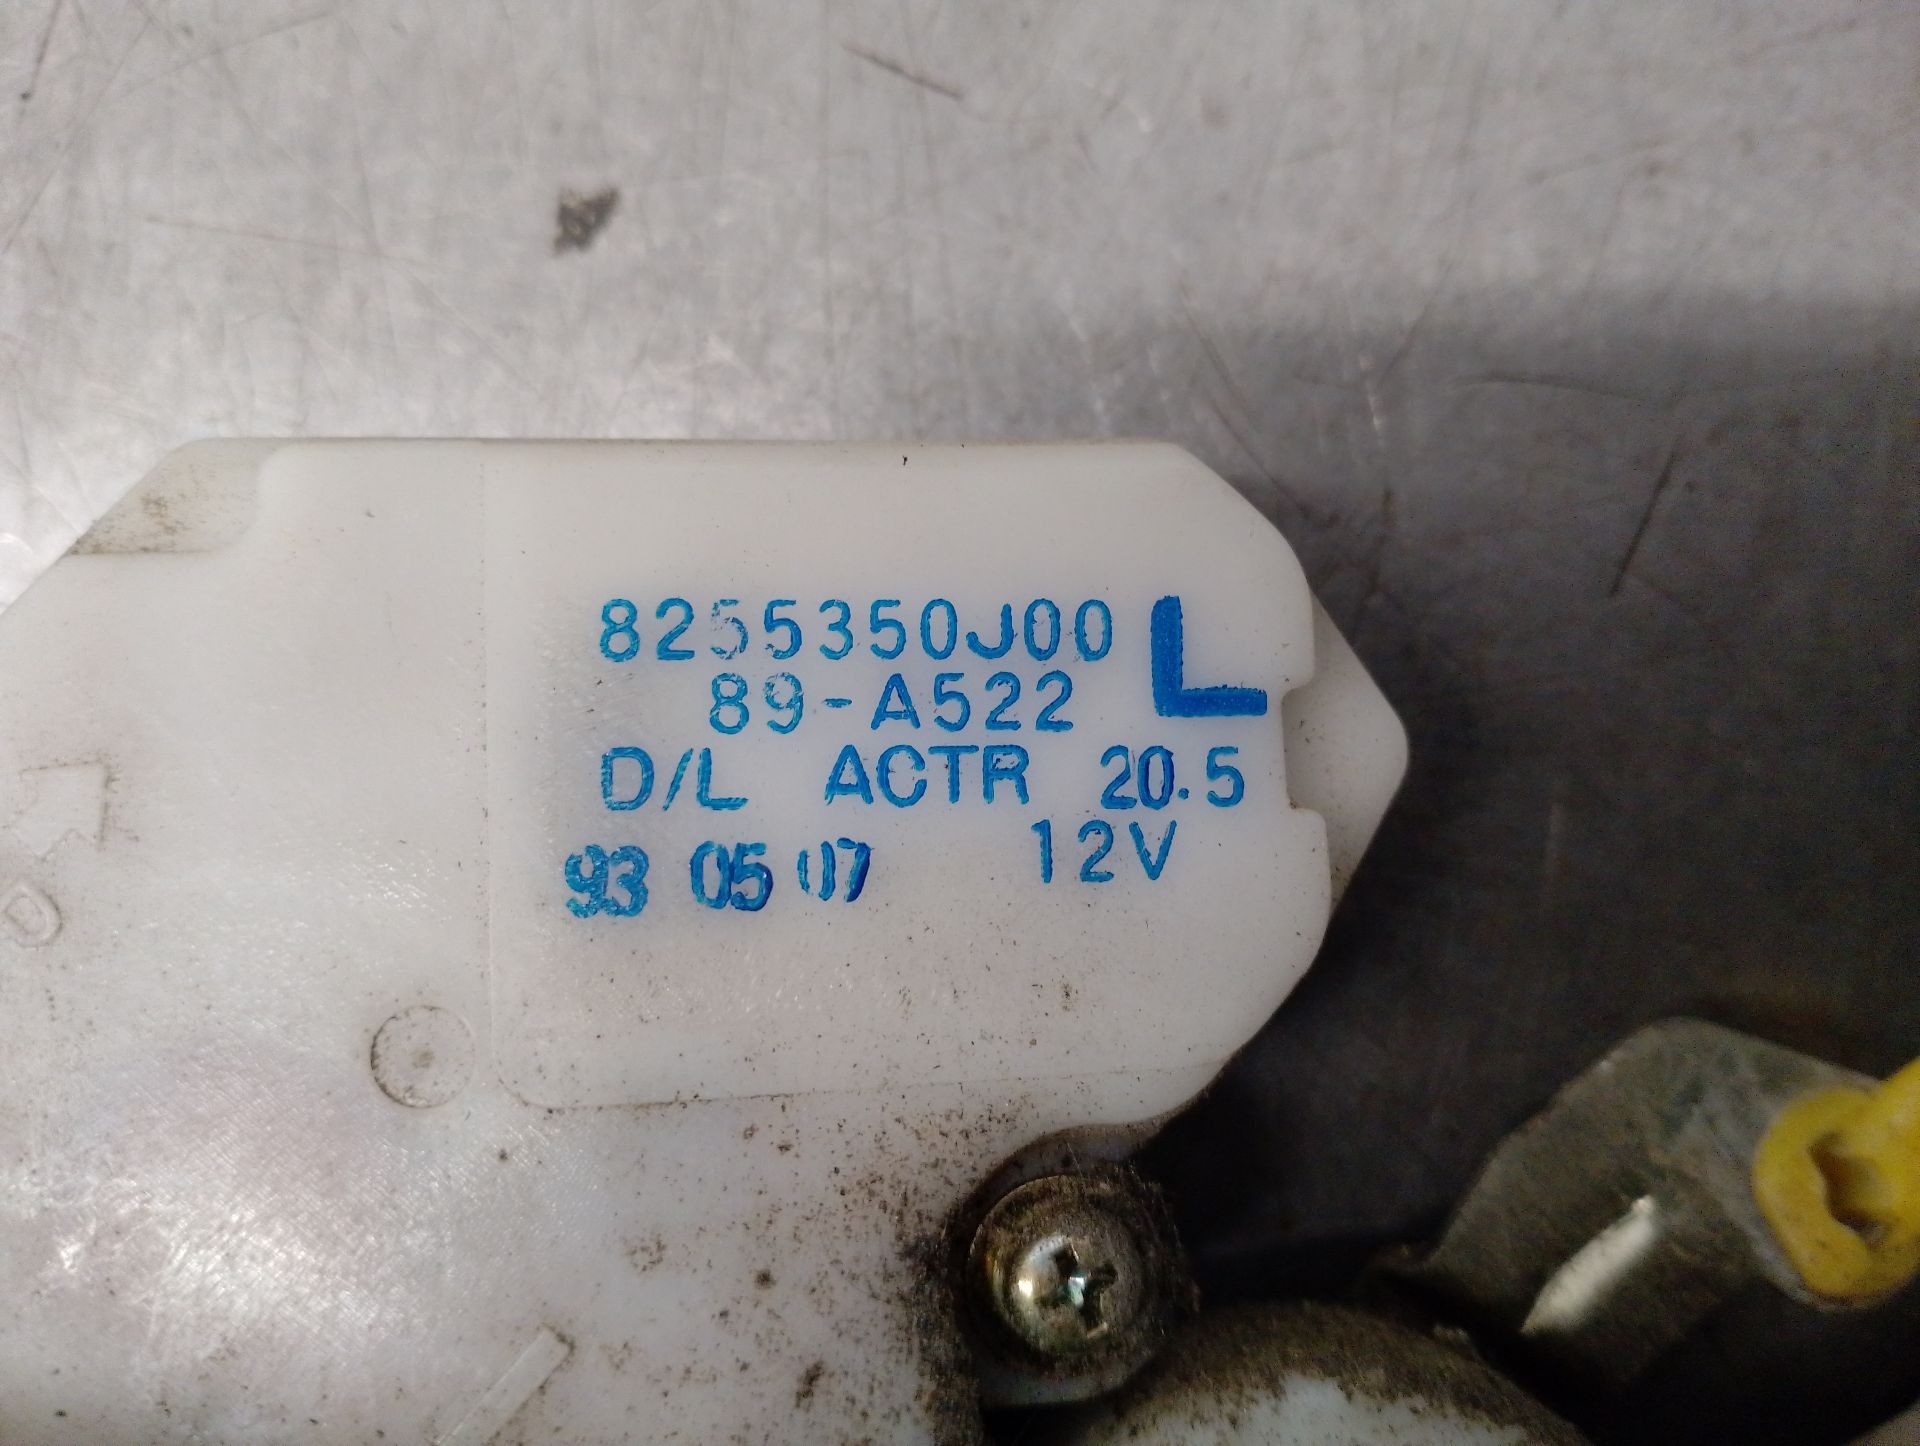 8255350J00 L
89-A522
D/L ACTR 20.5
93 05 07 12V